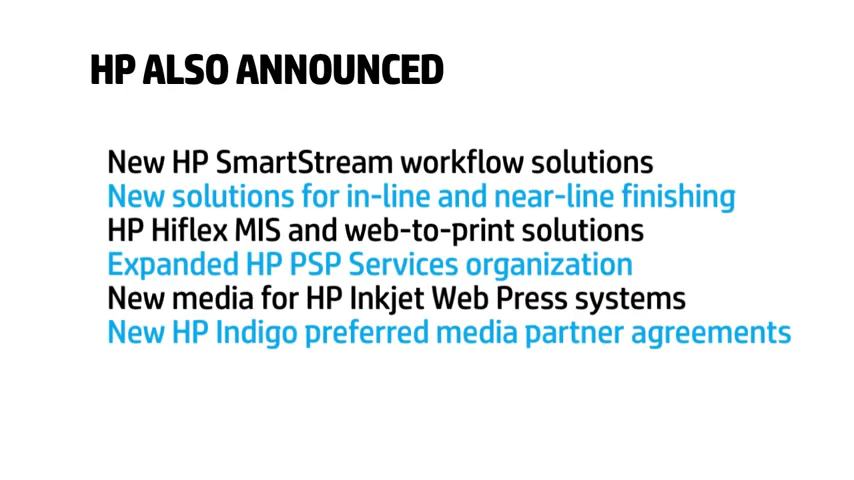 HP ALSO ANNOUNCED
New HP SmartStream workflow solutions
New solutions for in-line and near-line finishing
HP Hiflex MIS and web-to-print solutions
Expanded HP PSP Services organization
New media for HP Inkjet Web Press systems
New HP Indigo preferred media partner agreements